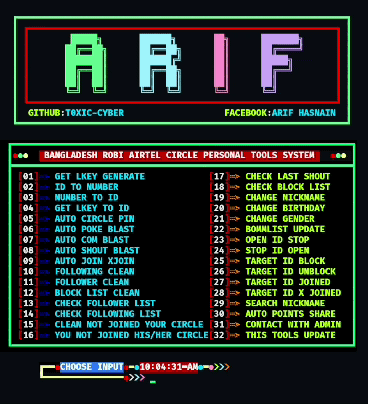 ARIF
GITHUB:T0XIC-CYBER FACEBOOK:ARIF HASNAIN
BANGLADESH ROBI AIRTEL CIRCLE PERSONAL TOOLS SYSTEM
[01]==> GET LKEY GENERATE [17]==> CHECK LAST SHOUT
[02]==> ID TO NUMBER [18]==> CHECK BLOCK LIST
[03]==> NUNBER TO ID [19]==> CHANGE NICKNAME
[04]==> GET LKEY TO ID [20]==> CHANGE BIRTHDAY
[05]==> AUTO CIRCLE PIN [21]==> CHANGE GENDER
[06]==> AUTO POKE BLAST [22]==> BOMNLIST UPDATE
[07]==> AUTO COM BLAST [23]==> OPEN ID STOP
[08]==> AUTO SHOUT BLAST [24]==> STOP ID OPEN
[09]==> AUTO JOIN XJOIN [25]==> TARGET ID BLOCK
[10]==> FOLLOWING CLEAN [26]==> TARGET ID UNBLOCK
[11]==> FOLLOWER CLEAN [27]==> TARGET ID JOINED
[12]==> BLOCK LIST CLEAN [28]==> TARGET ID X JOINED
[13]==> CHECK FOLLOWER LIST [29]==> SEARCH NICKNAME
[14]==> CHECK FOLLOWING LIST [30]==> AUTO POINTS SHARE
[15]==> CLEAN NOT JOINED YOUR CIRCLE [31]==> CONTACT WITH ADMIN
[16]==> YOU NOT JOINED HIS/HER CIRCLE [32]==> THIS TOOLS UPDATE
CHOOSE INPUT 10:04:31=AM >>>
>>>